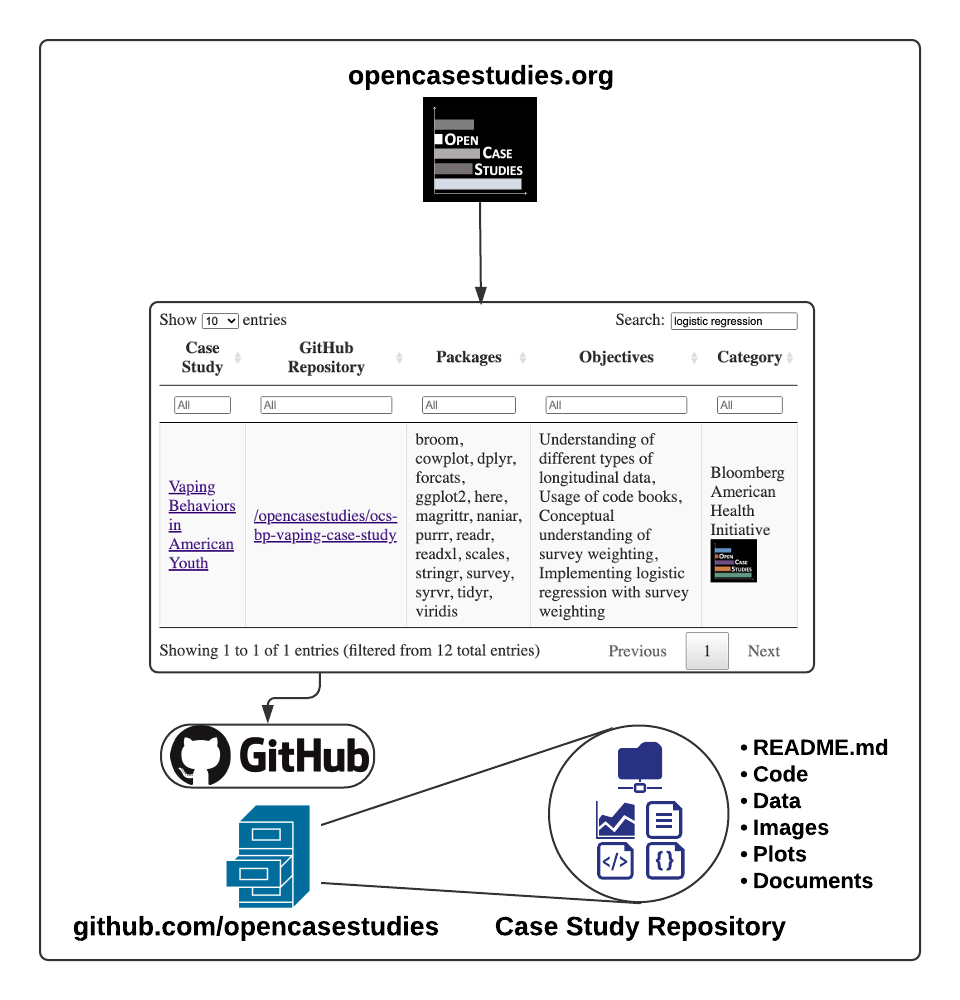 opencasestudies.org
OPEN
CASE
STUDIES
Show 10 entries
Search: logistic regression
Case
Study
GitHub
Repository
Packages
Objectives
Category
All
All
All
All
All
Vaping
Behaviors
in
American
Youth
/opencasestudies/ocs-
bp-vaping-case-study
broom,
cowplot, dplyr,
forcats,
ggplot2, here,
magrittr, naniar,
purrr, readr,
readxl, scales,
stringr, survey,
syrvr, tidyr,
viridis
Understanding of
different types of
longitudinal data,
Usage of code books,
Conceptual
understanding of
survey weighting,
Implementing logistic
regression with survey
weighting
Bloomberg
American
Health
Initiative
OPEN
CASE
STUDIES
Showing 1 to 1 of 1 entries (filtered from 12 total entries)
Previous 1 Next
GitHub
</>
{}
• README.md
• Code
• Data
• Images
• Plots
• Documents
github.com/opencasestudies
Case Study Repository